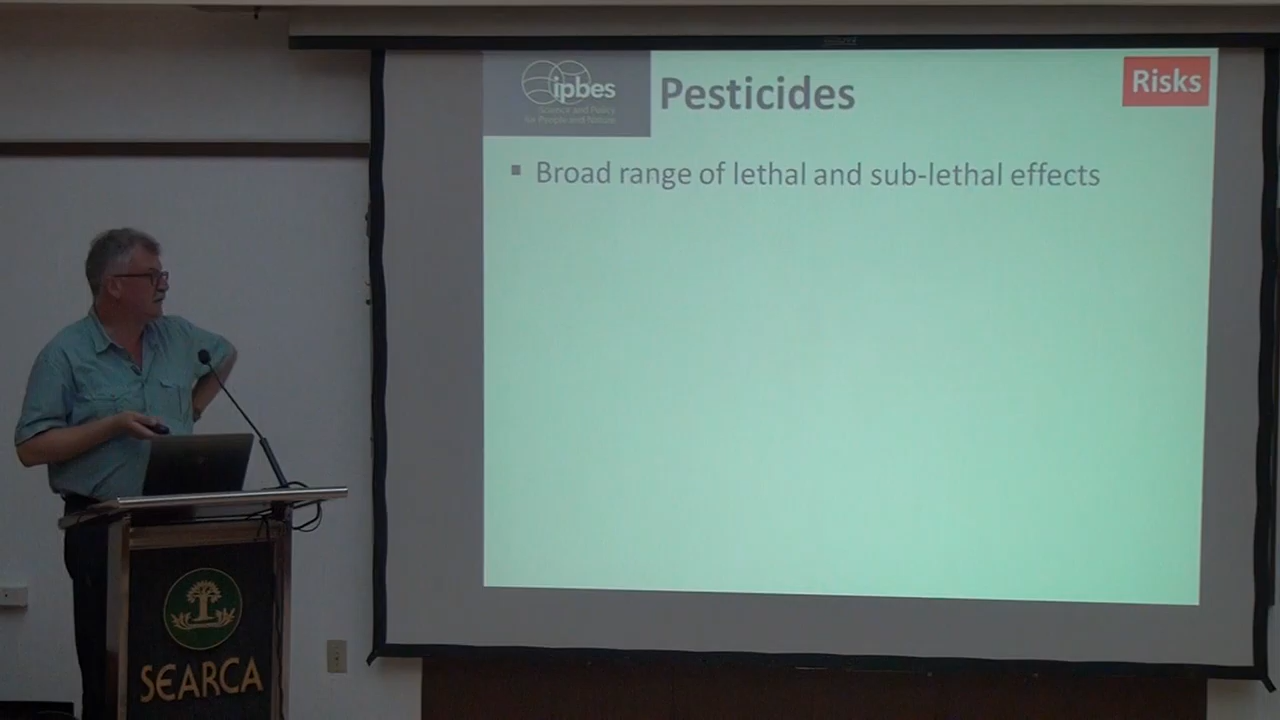 ipbes
Science and Policy
for People and Nature
Pesticides
Risks
▪ Broad range of lethal and sub-lethal effects
SEARCA